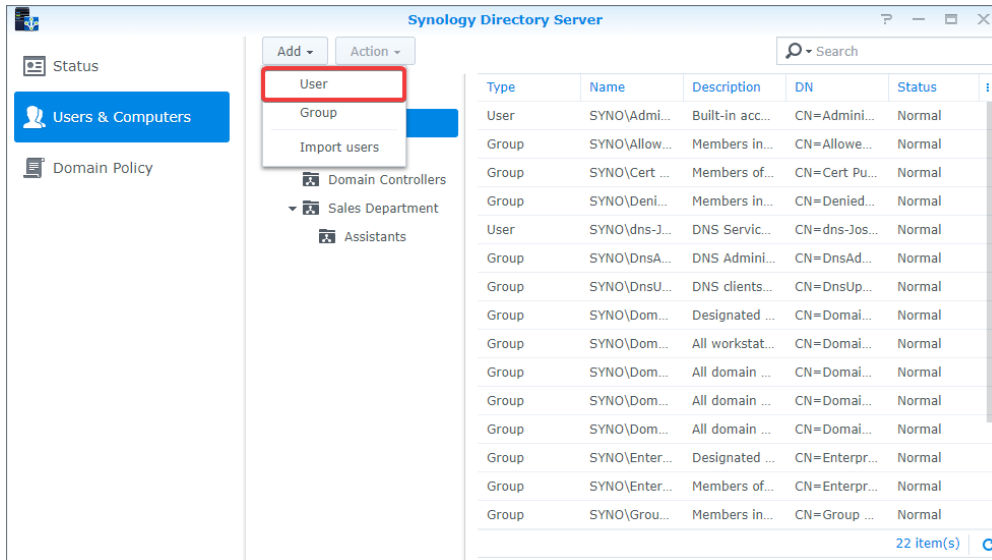 Synology Directory Server
Status
Users & Computers
Domain Policy
Add
Action
Search
User
Group
Import users
Domain Controllers
Sales Department
Assistants
Type Name Description DN Status
User SYNO\Admi... Built-in acc... CN=Admini... Normal
Group SYNO\Allow... Members in... CN=Allowe... Normal
Group SYNO\Cert ... Members of... CN=Cert Pu... Normal
Group SYNO\Deni... Members in... CN=Denied... Normal
User SYNO\dns-J... DNS Servic... CN=dns-Jos... Normal
Group SYNO\DnsA... DNS Admini... CN=DnsAd... Normal
Group SYNO\DnsU... DNS clients... CN=DnsUp... Normal
Group SYNO\Dom... Designated ... CN=Domai... Normal
Group SYNO\Dom... All workstat... CN=Domai... Normal
Group SYNO\Dom... All domain ... CN=Domai... Normal
Group SYNO\Dom... All domain ... CN=Domai... Normal
Group SYNO\Dom... All domain ... CN=Domai... Normal
Group SYNO\Enter... Designated ... CN=Enterpr... Normal
Group SYNO\Enter... Members of... CN=Enterpr... Normal
Group SYNO\Grou... Members in... CN=Group ... Normal
22 item(s)